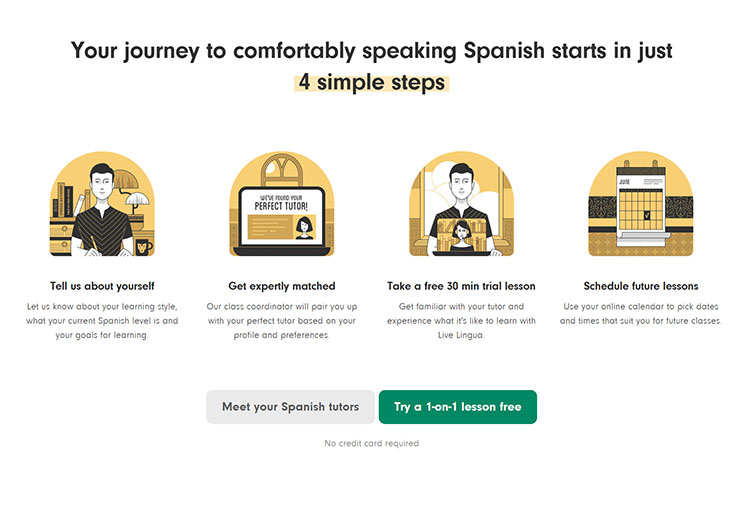 Your journey to comfortably speaking Spanish starts in just
4 simple steps
WE'VE FOUND YOUR
PERFECT TUTOR!
JUNE
Tell us about yourself
Let us know about your learning style,
what your current Spanish level is and
your goals for learning.
Get expertly matched
Our class coordinator will pair you up
with your perfect tutor based on your
profile and preferences.
Take a free 30 min trial lesson
Get familiar with your tutor and
experience what it's like to learn with
Live Lingua.
Schedule future lessons
Use your online calendar to pick dates
and times that suit you for future classes.
Meet your Spanish tutors
Try a 1-on-1 lesson free
No credit card required